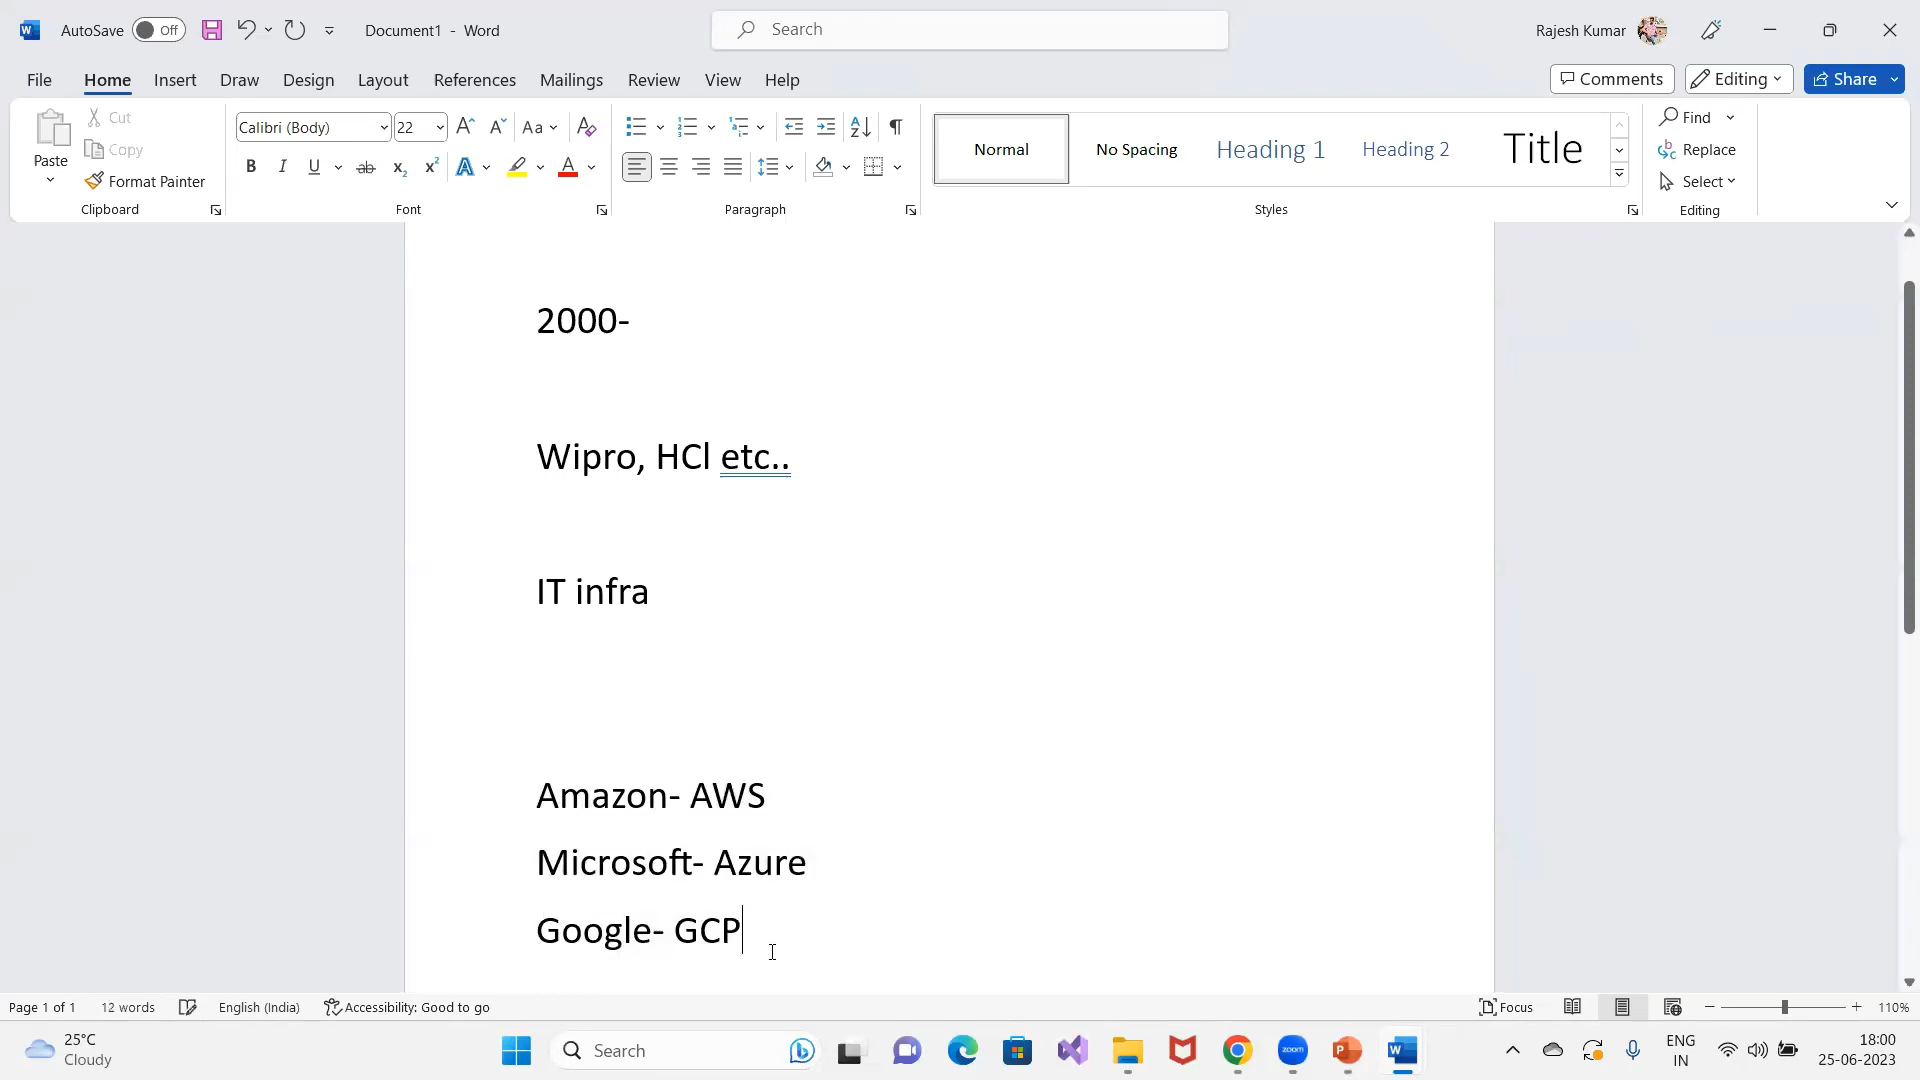 AutoSave Off Document1 - Word Search Rajesh Kumar
File Home Insert Draw Design Layout References Mailings Review View Help Comments Editing Share
Paste Cut Copy Format Painter Clipboard
Calibri (Body) 22 Font
Paragraph
Normal No Spacing Heading 1 Heading 2 Title Styles
Find Replace Select Editing
2000-
Wipro, HCl etc..
IT infra
Amazon- AWS
Microsoft- Azure
Google- GCP
Page 1 of 1 12 words English (India) Accessibility: Good to go Focus 110%
25°C
Cloudy
Search
zoom
ENG
IN
18:00
25-06-2023